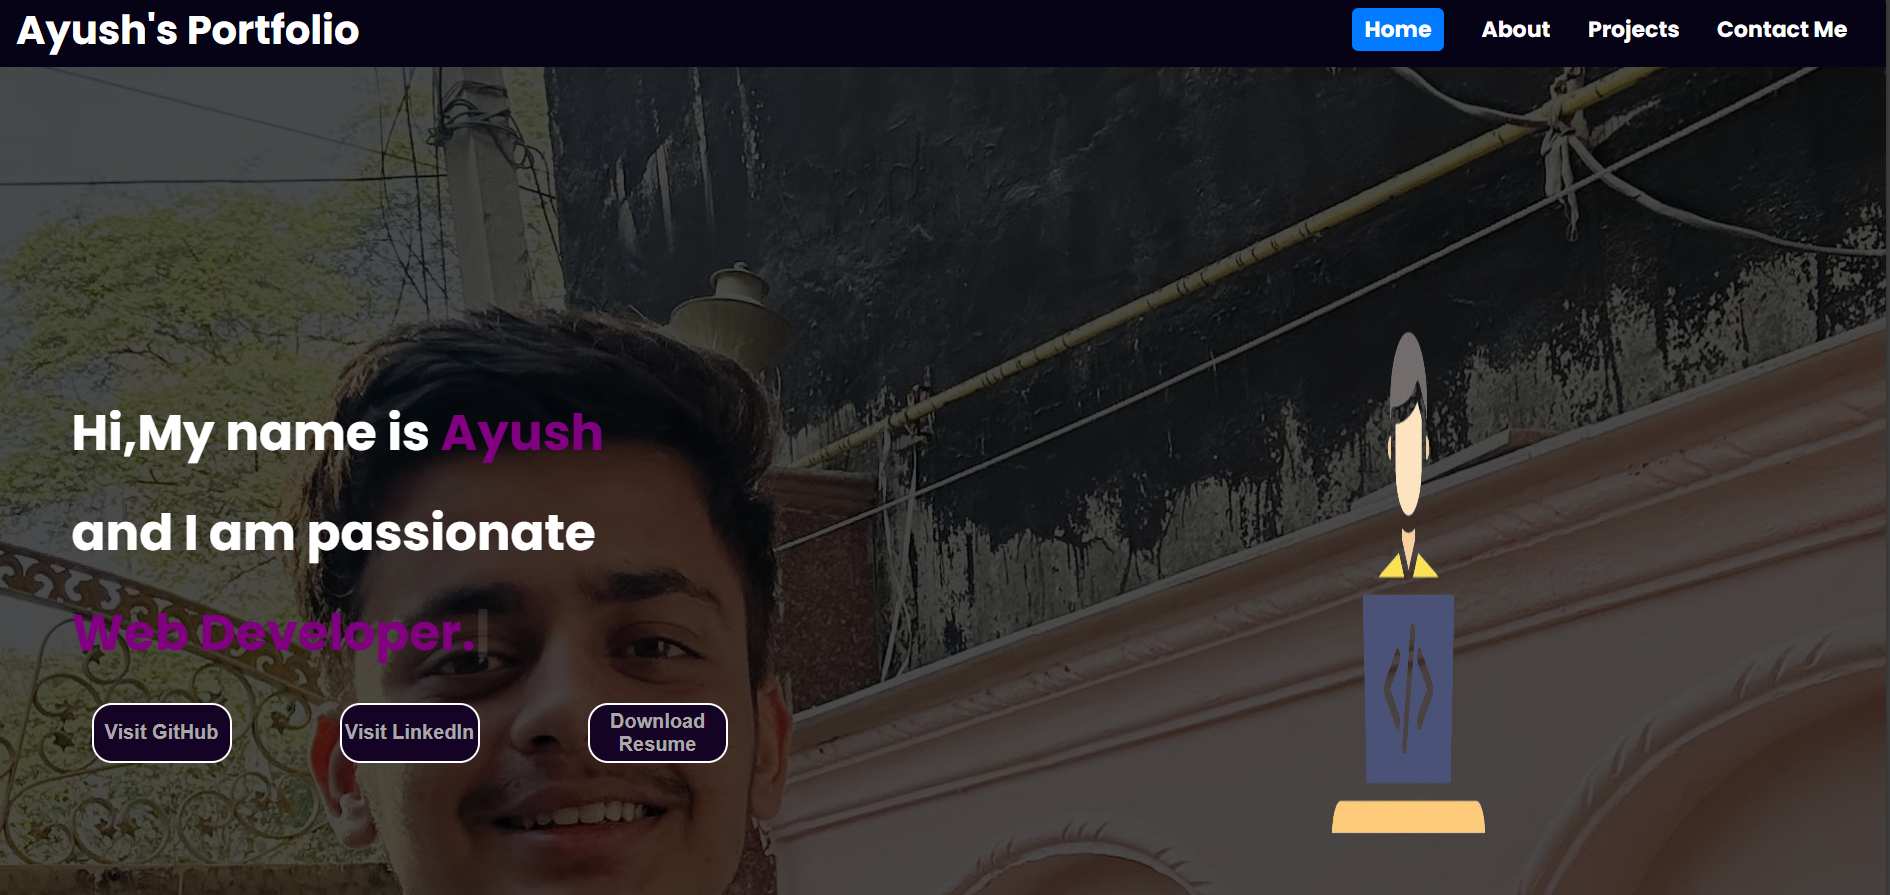 Ayush's Portfolio
Home About Projects Contact Me
Hi,My name is Ayush
and I am passionate
Web Developer.
Visit GitHub
Visit LinkedIn
Download
Resume